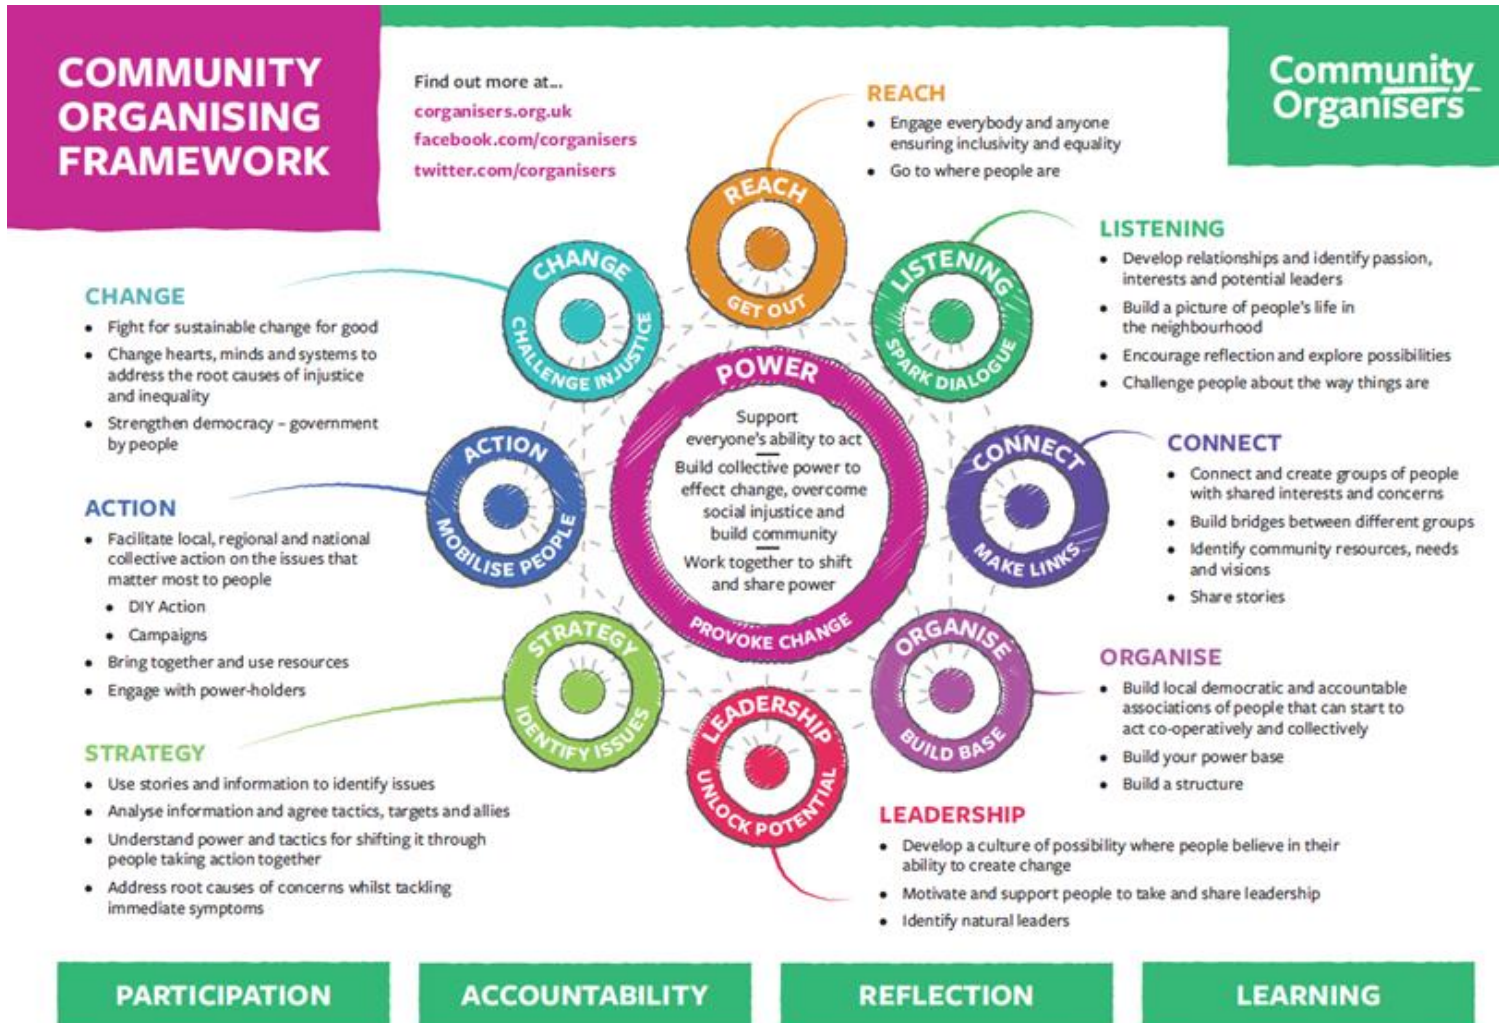 COMMUNITY
ORGANISING
FRAMEWORK
Find out more at...
corganisers.org.uk
facebook.com/corganisers
twitter.com/corganisers
Community
Organisers
REACH
• Engage everybody and anyone
ensuring inclusivity and equality
• Go to where people are
LISTENING
• Develop relationships and identify passion,
interests and potential leaders
• Build a picture of people's life in
the neighbourhood
• Encourage reflection and explore possibilities
• Challenge people about the way things are
CONNECT
• Connect and create groups of people
with shared interests and concerns
• Build bridges between different groups
• Identify community resources, needs
and visions
• Share stories
ORGANISE
• Build local democratic and accountable
associations of people that can start to
act co-operatively and collectively
• Build your power base
• Build a structure
LEADERSHIP
• Develop a culture of possibility where people believe in their
ability to create change
• Motivate and support people to take and share leadership
• Identify natural leaders
STRATEGY
• Use stories and information to identify issues
• Analyse information and agree tactics, targets and allies
• Understand power and tactics for shifting it through
people taking action together
• Address root causes of concerns whilst tackling
immediate symptoms
ACTION
• Facilitate local, regional and national
collective action on the issues that
matter most to people
• DIY Action
• Campaigns
• Bring together and use resources
• Engage with power-holders
CHANGE
• Fight for sustainable change for good
• Change hearts, minds and systems to
address the root causes of injustice
and inequality
• Strengthen democracy – government
by people
REACH
GET OUT
LISTENING
SPARK DIALOGUE
CONNECT
MAKE LINKS
ORGANISE
BUILD BASE
LEADERSHIP
UNLOCK POTENTIAL
STRATEGY
IDENTIFY ISSUES
ACTION
MOBILISE PEOPLE
CHANGE
CHALLENGE INJUSTICE
POWER
Support
everyone's ability to act
Build collective power to
effect change, overcome
social injustice and
build community
Work together to shift
and share power
PROVOKE CHANGE
PARTICIPATION
ACCOUNTABILITY
REFLECTION
LEARNING